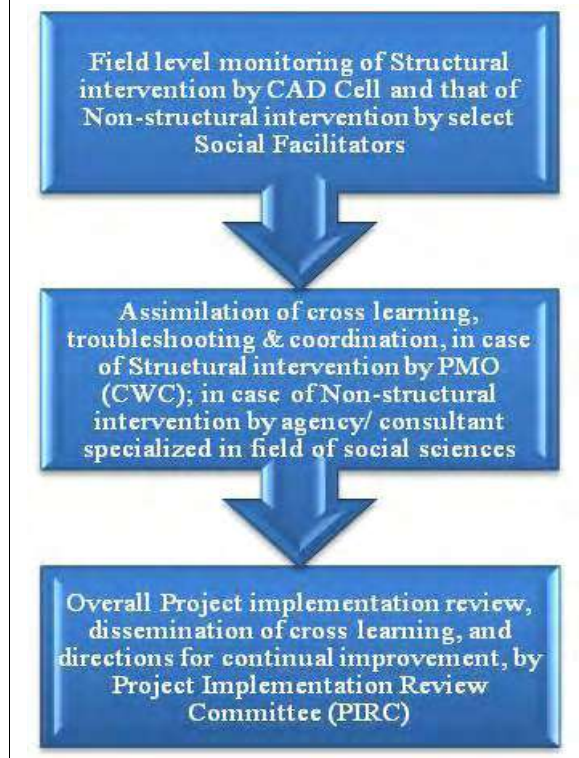 Field level monitoring of Structural
intervention by CAD Cell and that of
Non-structural intervention by select
Social Facilitators
Assimilation of cross learning,
troubleshooting & coordination, in case
of Structural intervention by PMO
(CWC); in case of Non-structural
intervention by agency/ consultant
specialized in field of social sciences
Overall Project implementation review,
dissemination of cross learning, and
directions for continual improvement, by
Project Implementation Review
Committee (PIRC)